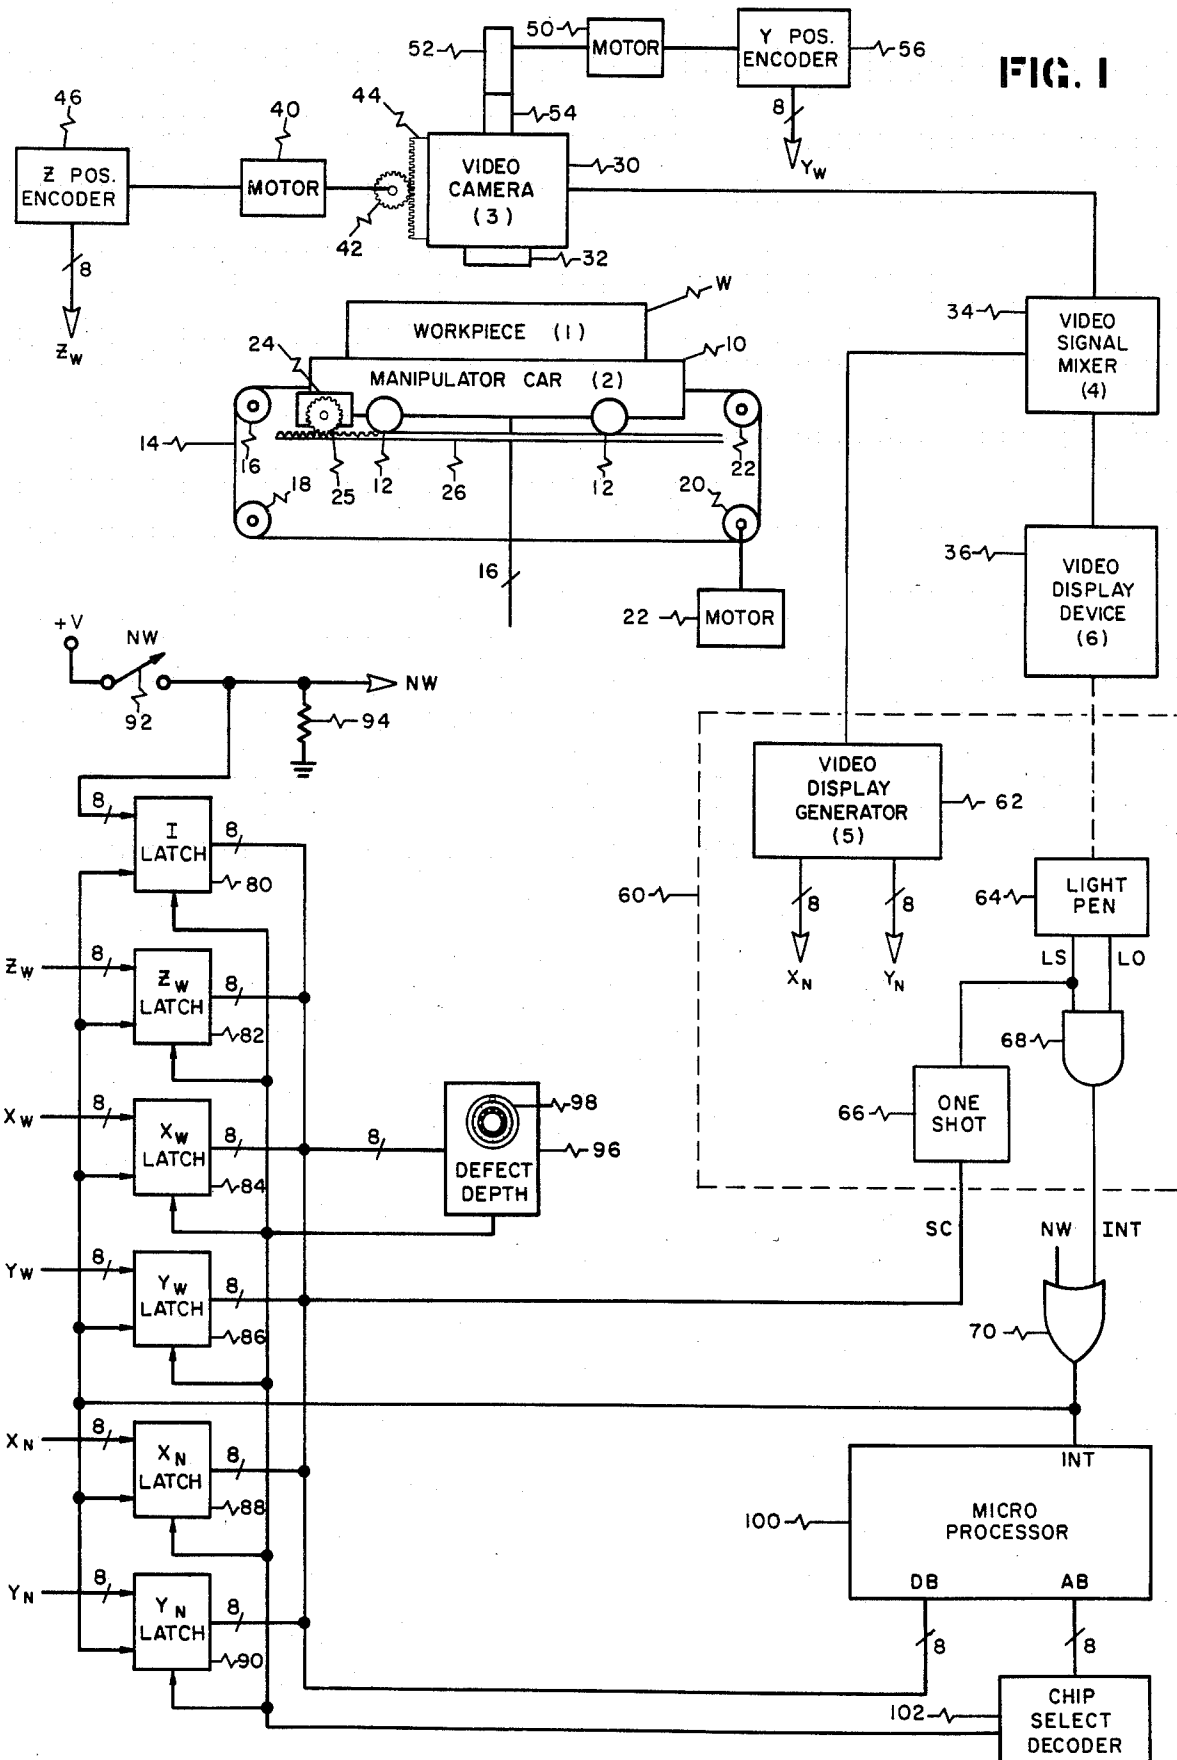 FIG. 1
50
52
MOTOR
Y POS.
ENCODER
56
54
8
YW
46
40
44
Z POS.
ENCODER
MOTOR
42
VIDEO
CAMERA
(3)
30
32
8
ZW
W
WORKPIECE (1)
24
10
MANIPULATOR CAR (2)
14
16
25
12
26
12
22
18
20
16
22
MOTOR
34
VIDEO
SIGNAL
MIXER
(4)
36
VIDEO
DISPLAY
DEVICE
(6)
+V
NW
92
NW
94
VIDEO
DISPLAY
GENERATOR
(5)
62
60
8
8
XN
YN
64
LIGHT
PEN
LS
LO
68
66
ONE
SHOT
SC
NW
INT
70
8
I
LATCH
8
80
ZW
8
ZW
LATCH
8
82
XW
8
XW
LATCH
8
84
8
98
DEFECT
DEPTH
96
YW
8
YW
LATCH
8
86
XN
8
XN
LATCH
8
88
YN
8
YN
LATCH
8
90
INT
100
MICRO
PROCESSOR
DB
AB
8
8
102
CHIP
SELECT
DECODER